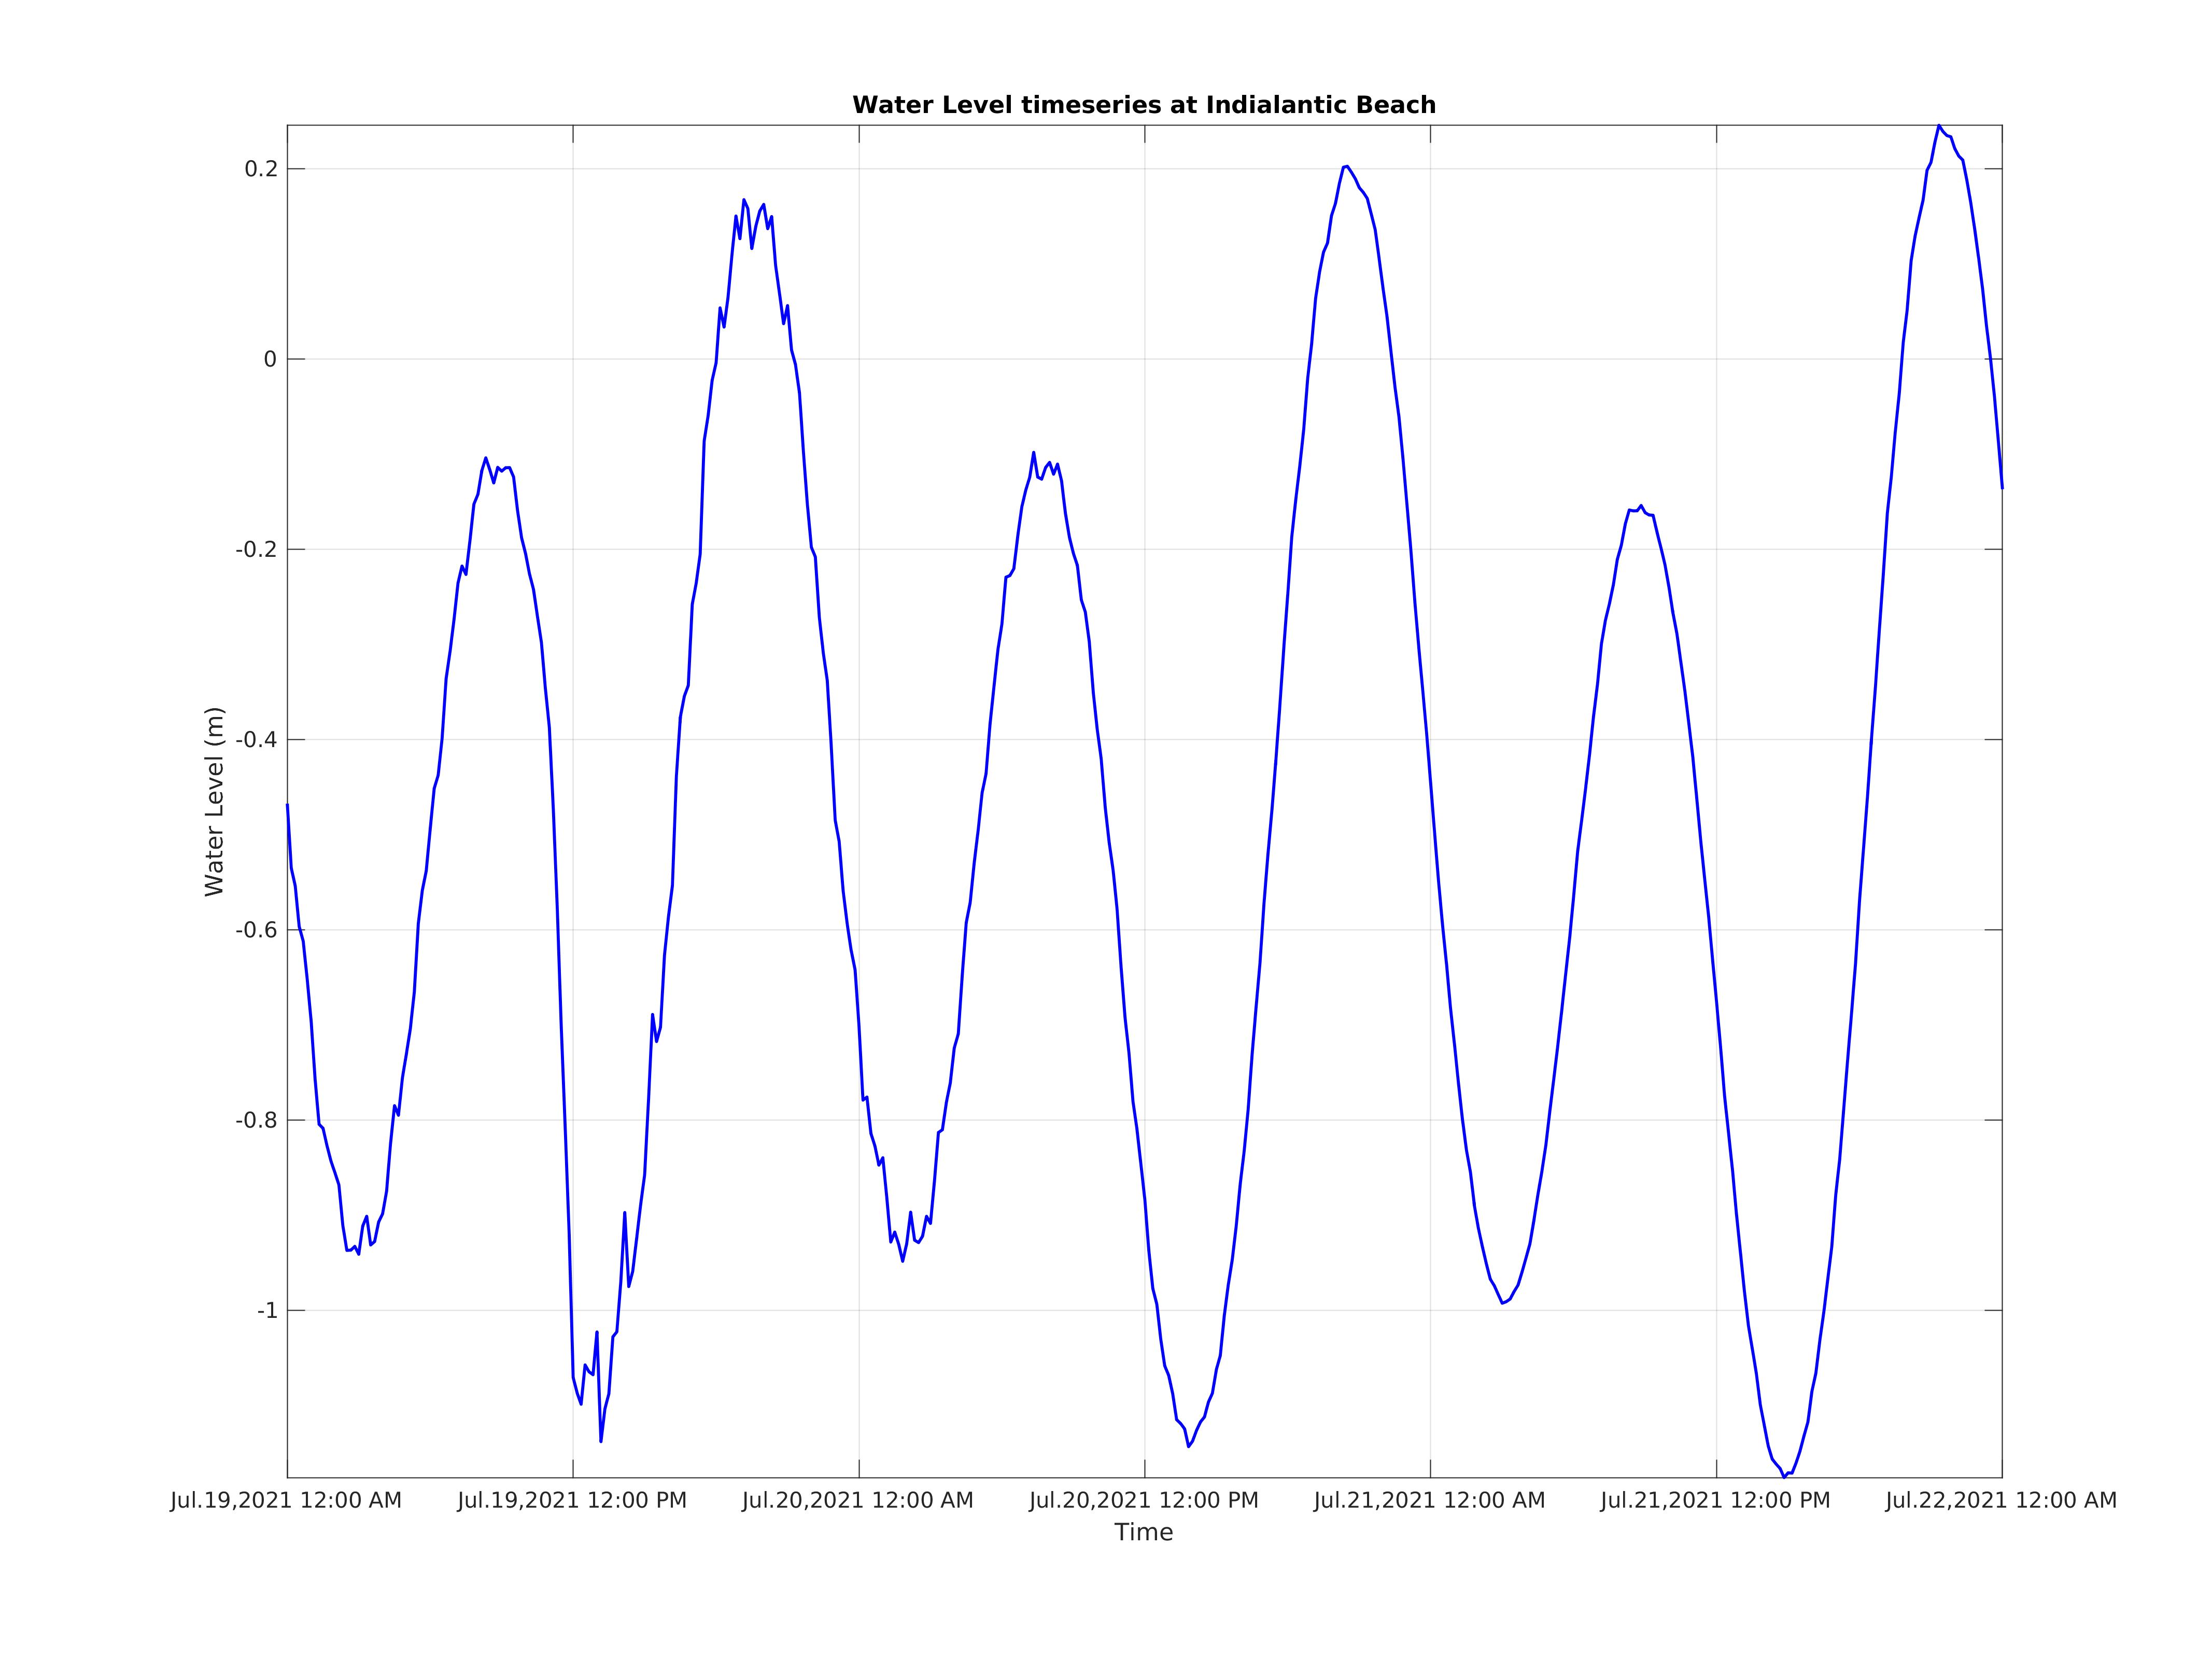 Water Level timeseries at Indialantic Beach
0.2
0
-0.2
-0.4
-0.6
-0.8
-1
Water Level (m)
Jul.19,2021 12:00 AM
Jul.19,2021 12:00 PM
Jul.20,2021 12:00 AM
Jul.20,2021 12:00 PM
Jul.21,2021 12:00 AM
Jul.21,2021 12:00 PM
Jul.22,2021 12:00 AM
Time